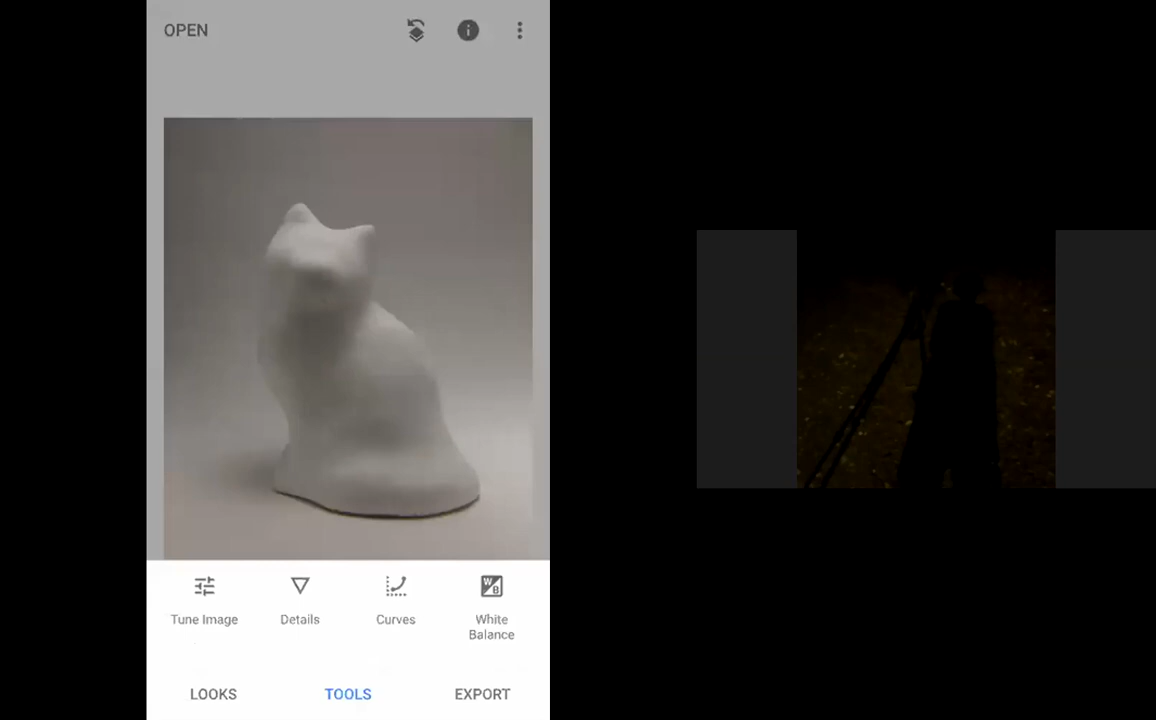 OPEN
Tune Image
Details
Curves
White
Balance
LOOKS
TOOLS
EXPORT